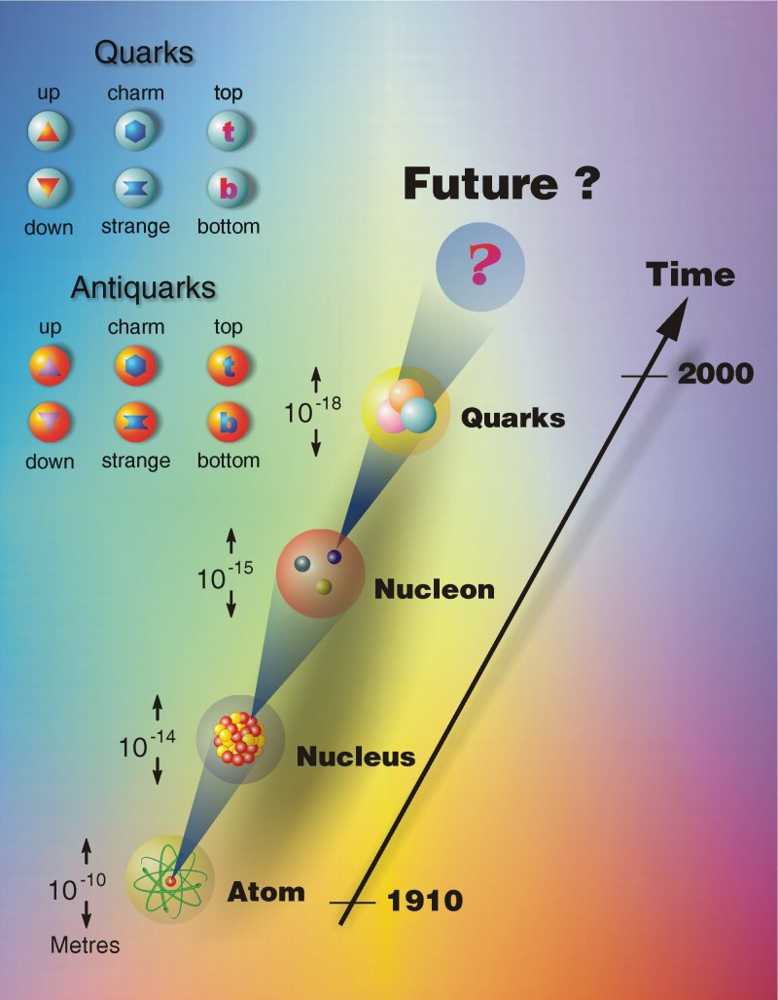 Quarks
up charm top
t
b
down strange bottom
Antiquarks
up charm top
t
b
down strange bottom
Future ?
?
Time
2000
10^-18
Quarks
10^-15
Nucleon
10^-14
Nucleus
10^-10
Atom
1910
Metres